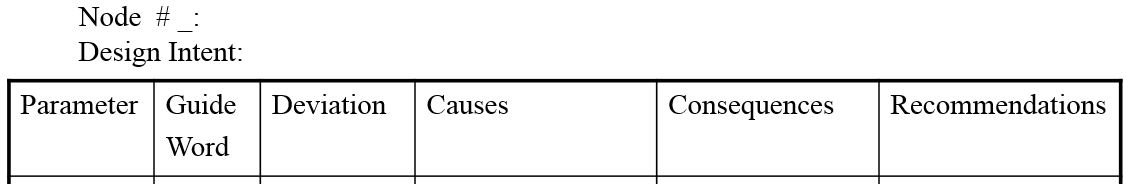 Node # _:
Design Intent:
Parameter Guide Deviation Causes Consequences Recommendations
Word